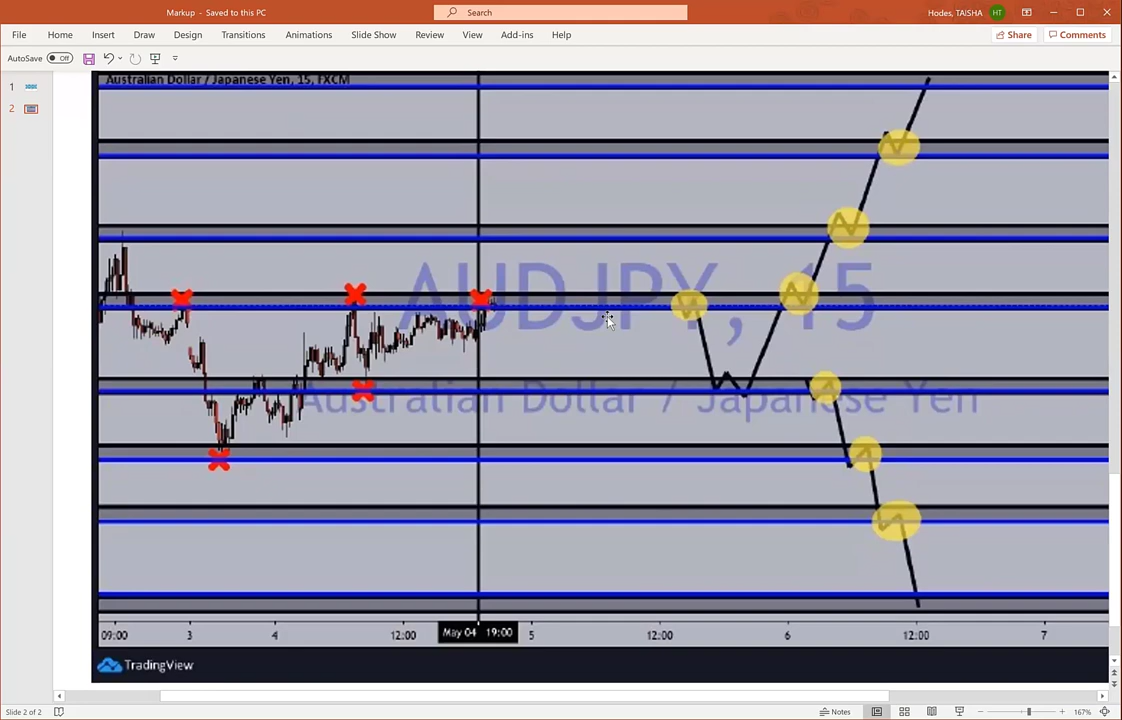 Markup - Saved to this PC
Search
Hodes, TAISHA HT
File Home Insert Draw Design Transitions Animations Slide Show Review View Add-ins Help Share Comments
AutoSave Off
1
2
Australian Dollar / Japanese Yen, 15, FXCM
AUDJPY, 15
Australian Dollar / Japanese Yen
09:00 3 4 12:00 May 04 19:00 5 12:00 6 12:00 7
TradingView
Slide 2 of 2 Notes 167%